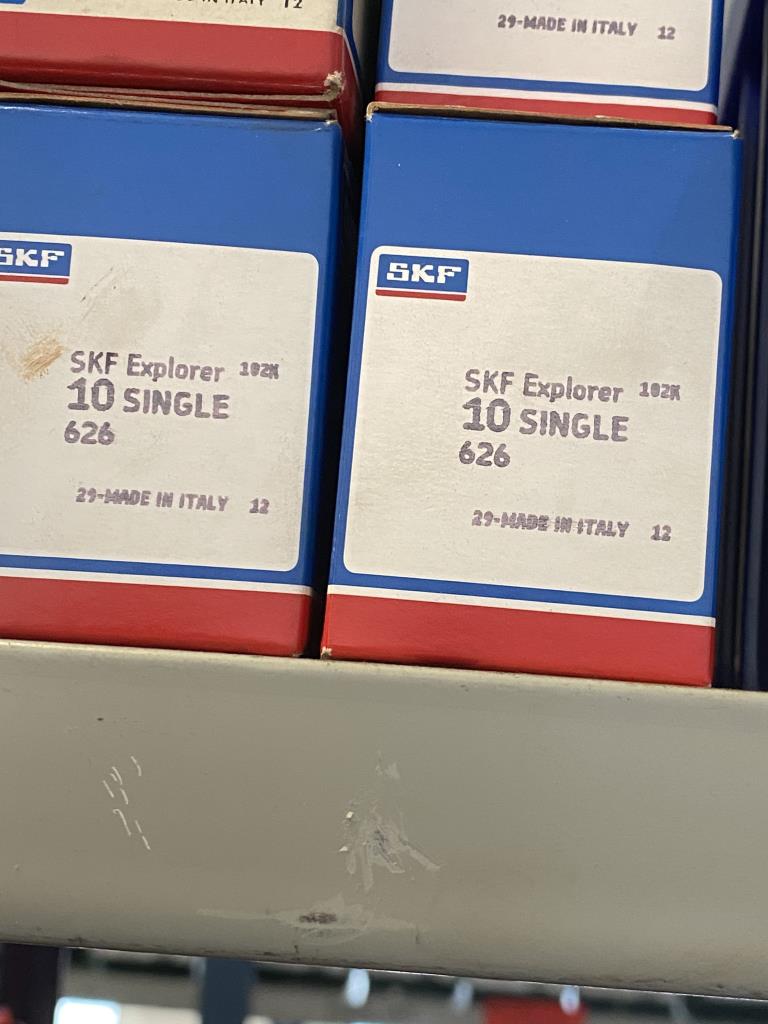 12
29-MADE IN ITALY 12
SKF
SKF Explorer 102K
10 SINGLE
626
29-MADE IN ITALY 12
SKF
SKF Explorer 102K
10 SINGLE
626
29-MADE IN ITALY 12